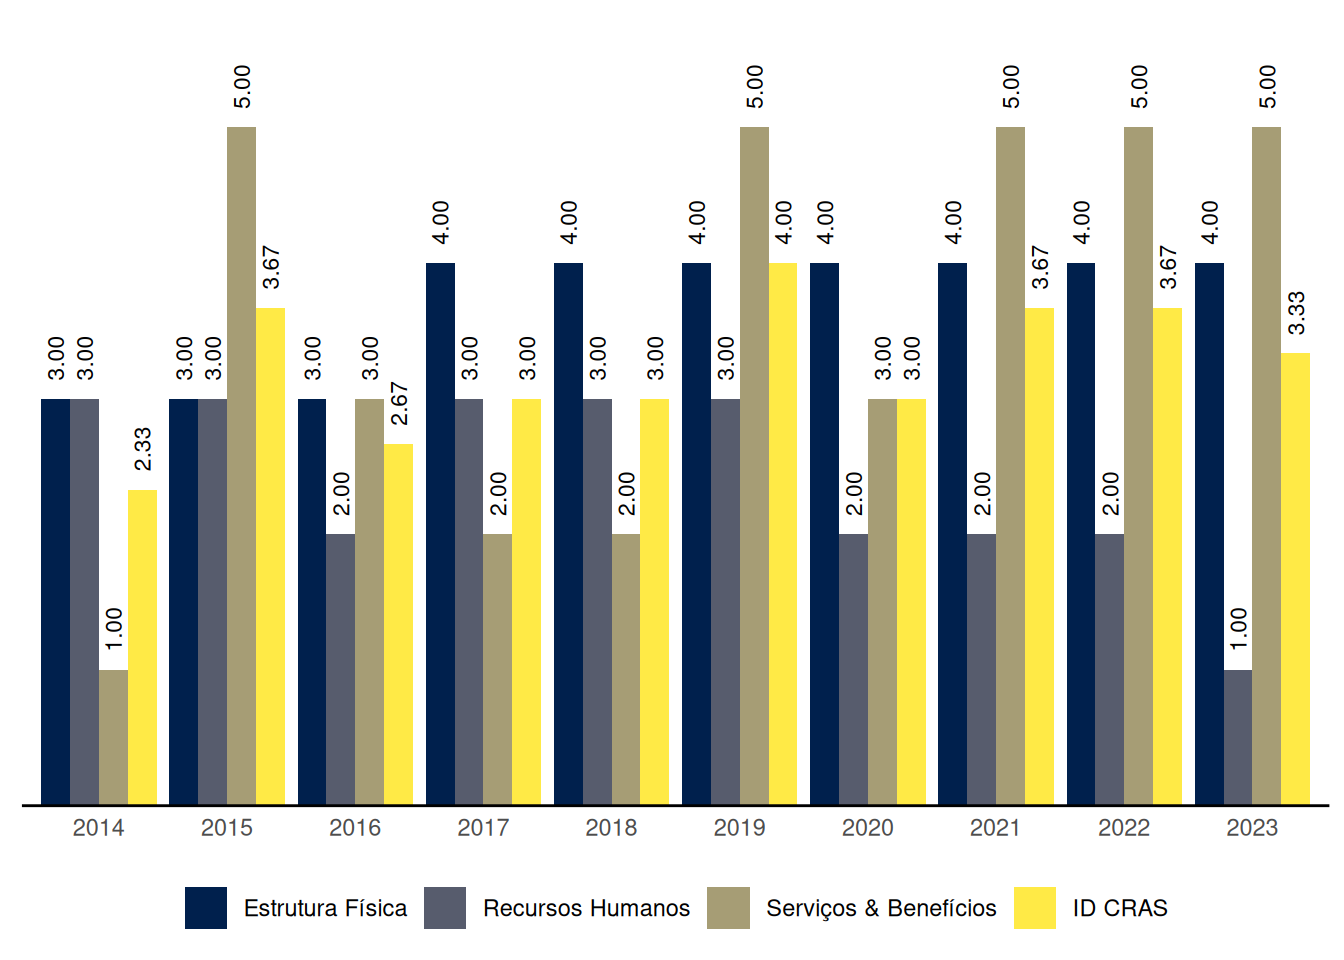 5.00 5.00 5.00 5.00 5.00
4.00 4.00 4.00 4.00 4.00 4.00 4.00 4.00
3.67 3.67 3.67
3.33
3.00 3.00 3.00 3.00 3.00 3.00 3.00 3.00 3.00 3.00 3.00 3.00 3.00
2.67
2.33
2.00 2.00 2.00 2.00 2.00 2.00
1.00 1.00
2014 2015 2016 2017 2018 2019 2020 2021 2022 2023
Estrutura Física Recursos Humanos Serviços & Benefícios ID CRAS